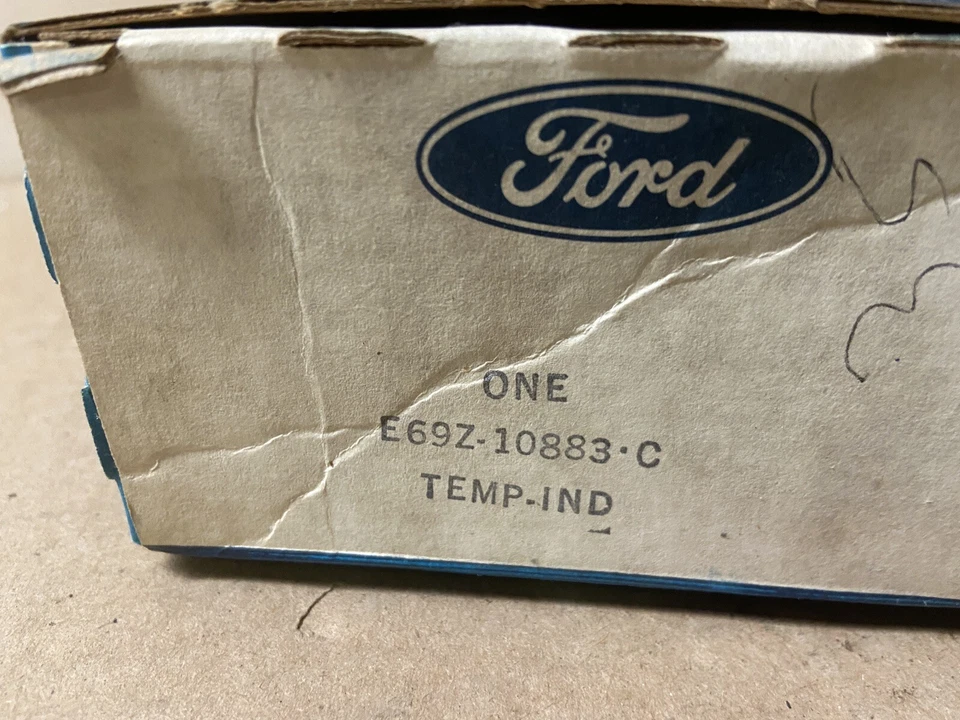 Ford
ONE
E69Z-10883·C
TEMP-IND